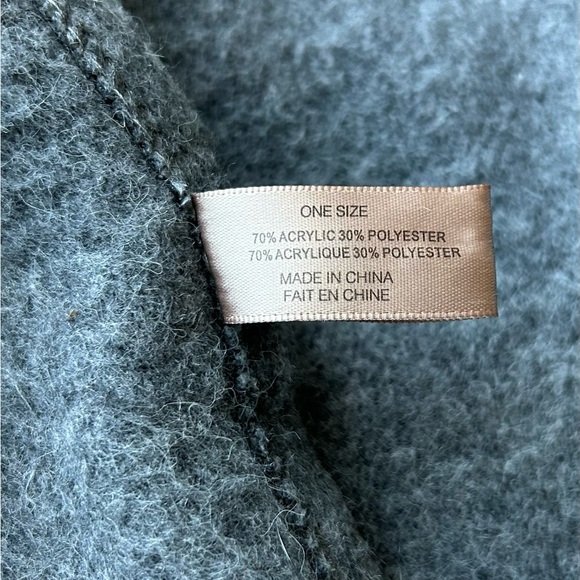 ONE SIZE
70% ACRYLIC 30% POLYESTER
70% ACRYLIQUE 30% POLYESTER
MADE IN CHINA
FAIT EN CHINE